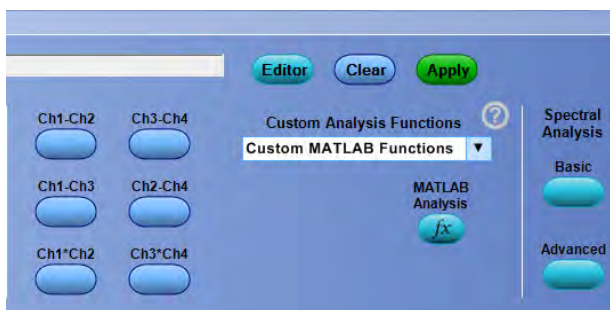 Editor Clear Apply
Ch1-Ch2 Ch3-Ch4
Custom Analysis Functions ?
Custom MATLAB Functions
Spectral
Analysis
Basic
Ch1-Ch3 Ch2-Ch4
MATLAB
Analysis
fx
Ch1*Ch2 Ch3*Ch4
Advanced